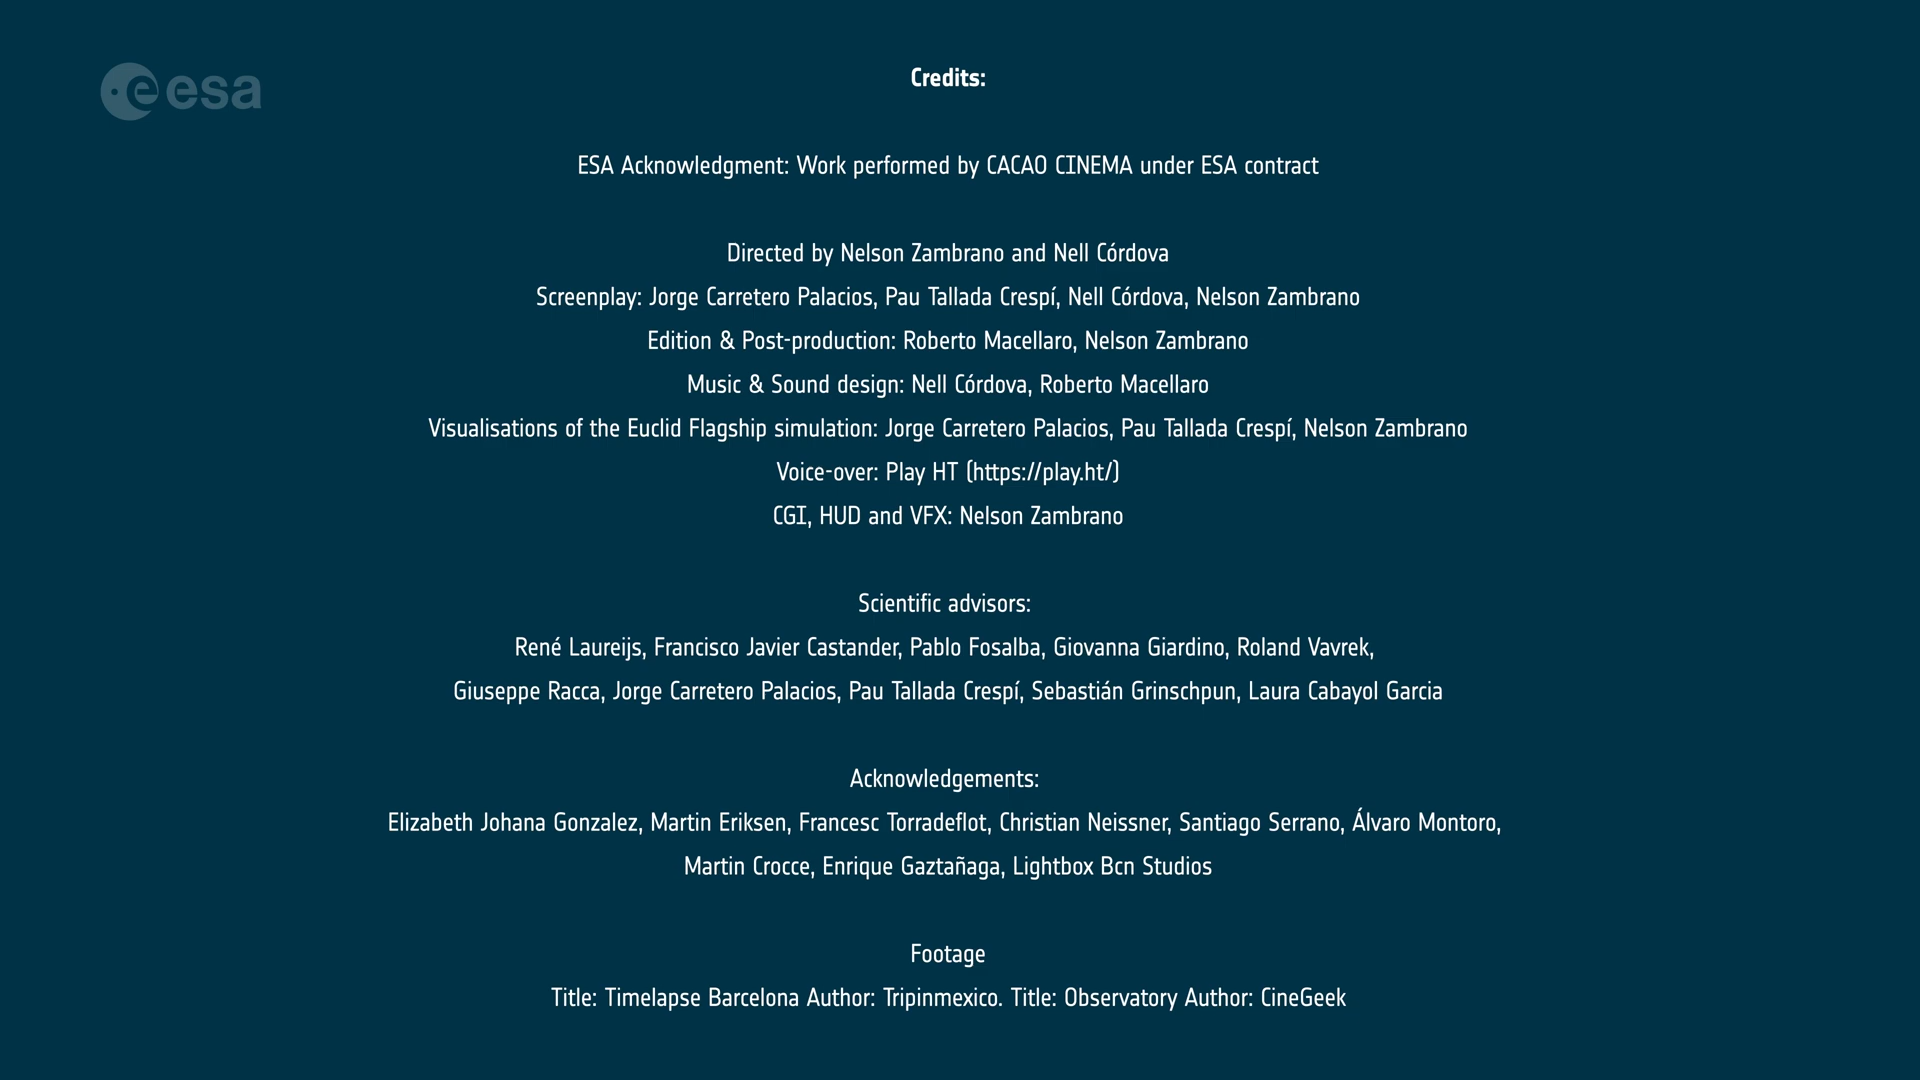 esa
Credits:
ESA Acknowledgment: Work performed by CACAO CINEMA under ESA contract
Directed by Nelson Zambrano and Nell Córdova
Screenplay: Jorge Carretero Palacios, Pau Tallada Crespí, Nell Córdova, Nelson Zambrano
Edition & Post-production: Roberto Macellaro, Nelson Zambrano
Music & Sound design: Nell Córdova, Roberto Macellaro
Visualisations of the Euclid Flagship simulation: Jorge Carretero Palacios, Pau Tallada Crespí, Nelson Zambrano
Voice-over: Play HT (https://play.ht/)
CGI, HUD and VFX: Nelson Zambrano
Scientific advisors:
René Laureijs, Francisco Javier Castander, Pablo Fosalba, Giovanna Giardino, Roland Vavrek,
Giuseppe Racca, Jorge Carretero Palacios, Pau Tallada Crespí, Sebastián Grinschpun, Laura Cabayol Garcia
Acknowledgements:
Elizabeth Johana Gonzalez, Martin Eriksen, Francesc Torradeflot, Christian Neissner, Santiago Serrano, Álvaro Montoro,
Martin Crocce, Enrique Gaztañaga, Lightbox Bcn Studios
Footage
Title: Timelapse Barcelona Author: Tripinmexico. Title: Observatory Author: CineGeek